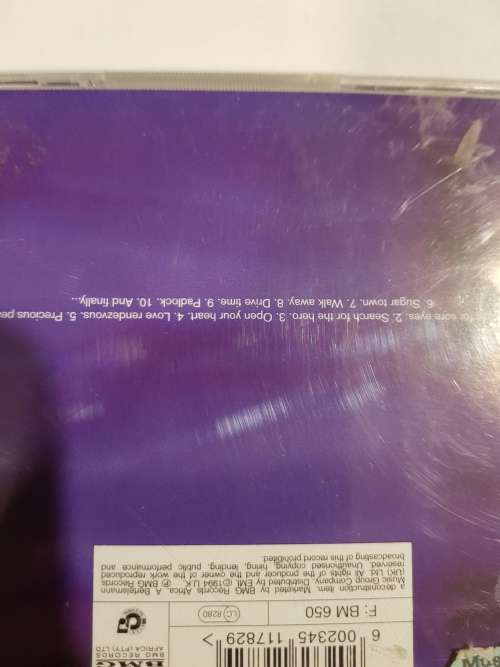 6 002345 117829 >
BMG
BMG RECORDS
AFRICA (PTY) LTD
F: BM 650
LC 8280
a deconstruction item. Marketed by BMG Records Africa. A Bertelsmann
Music Group Company. Distributed by EMI. ©1994 U.K. ℗ BMG Records
(UK) Ltd. All rights of the producer and the owner of the work reproduced
reserved. Unauthorised copying, hiring, lending, public performance and
broadcasting of this record prohibited.
for sore eyes. 2. Search for the hero. 3. Open your heart. 4. Love rendezvous. 5. Precious
6. Sugar town. 7. Walk away. 8. Drive time. 9. Padlock. 10. And finally...